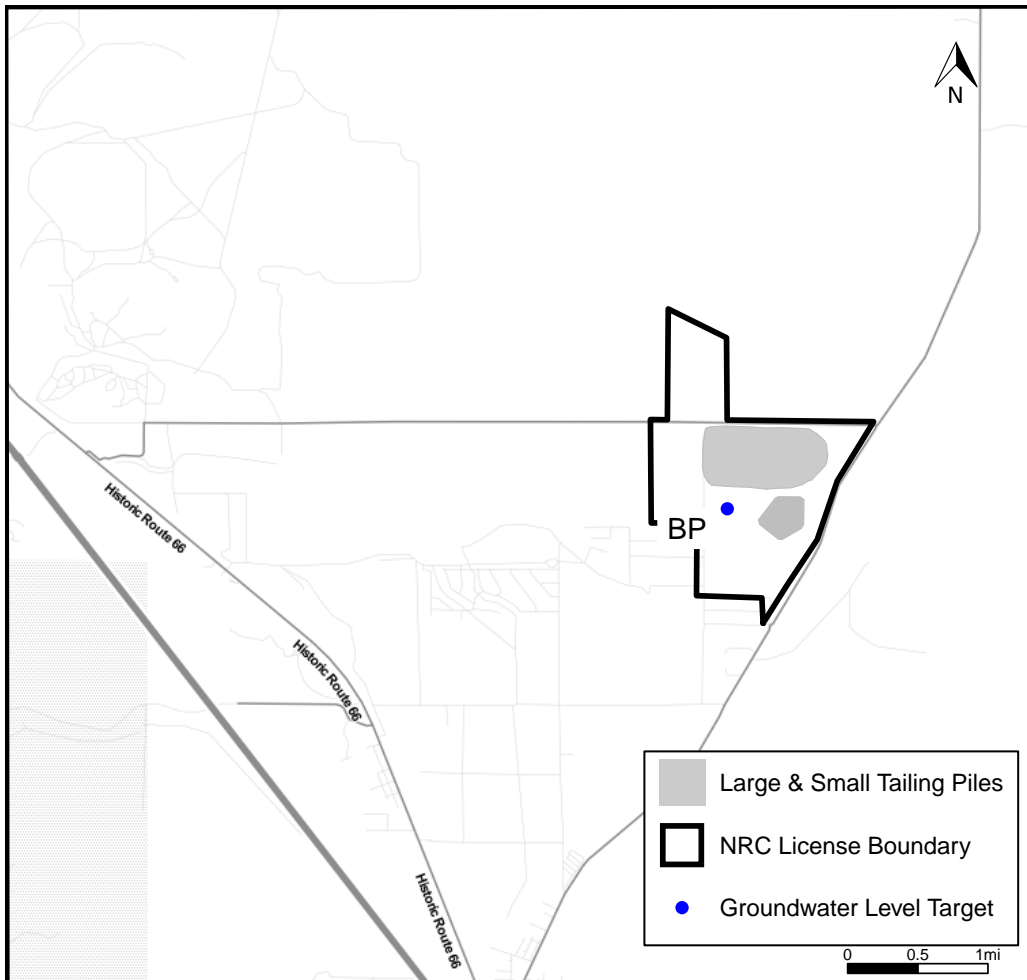 N
Historic Route 66
BP
Historic Route 66
Large & Small Tailing Piles
NRC License Boundary
Historic Route 66
Groundwater Level Target
0 0.5 1mi